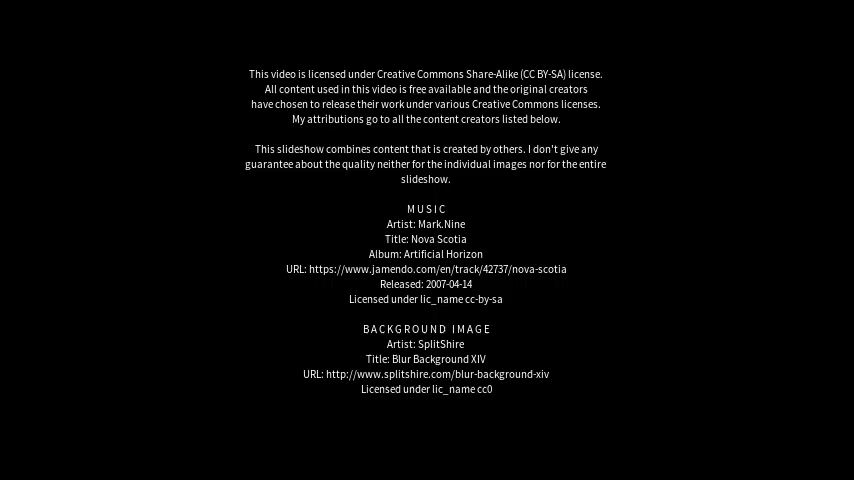 This video is licensed under Creative Commons Share-Alike (CC BY-SA) license.
All content used in this video is free available and the original creators
have chosen to release their work under various Creative Commons licenses.
My attributions go to all the content creators listed below.
This slideshow combines content that is created by others. I don't give any
guarantee about the quality neither for the individual images nor for the entire
slideshow.
MUSIC
Artist: Mark.Nine
Title: Nova Scotia
Album: Artificial Horizon
URL: https://www.jamendo.com/en/track/42737/nova-scotia
Released: 2007-04-14
Licensed under lic_name cc-by-sa
BACKGROUND IMAGE
Artist: SplitShire
Title: Blur Background XIV
URL: http://www.splitshire.com/blur-background-xiv
Licensed under lic_name cc0